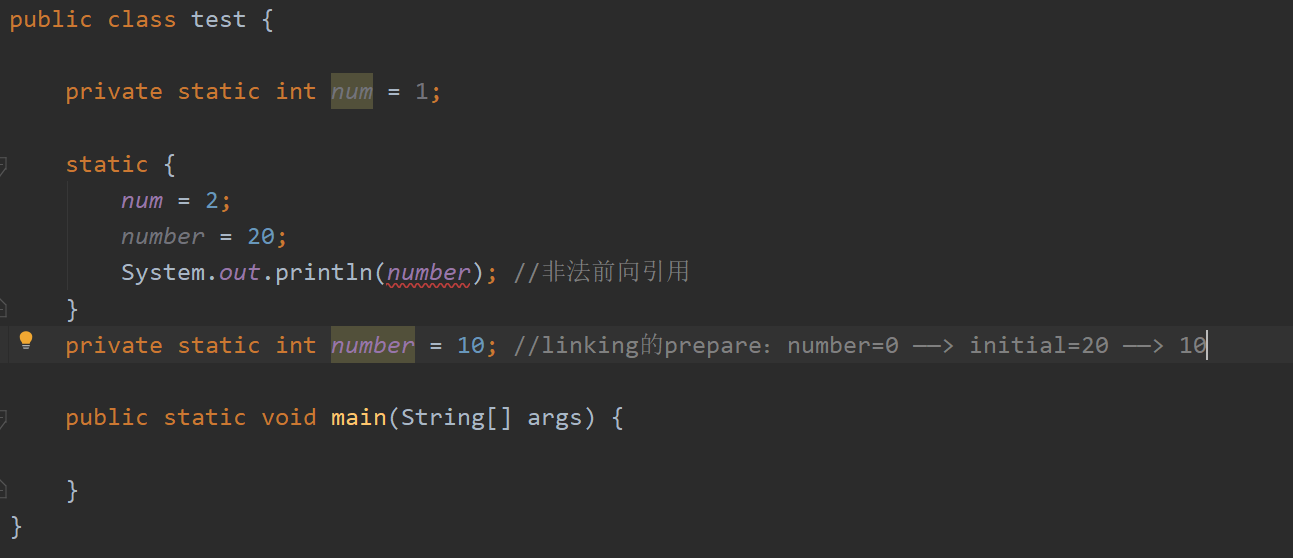 public class test {
private static int num = 1;
static {
num = 2;
number = 20;
System.out.println(number); //非法前向引用
}
private static int number = 10; //linking的prepare：number=0 ——> initial=20 ——> 10
public static void main(String[] args) {
}
}